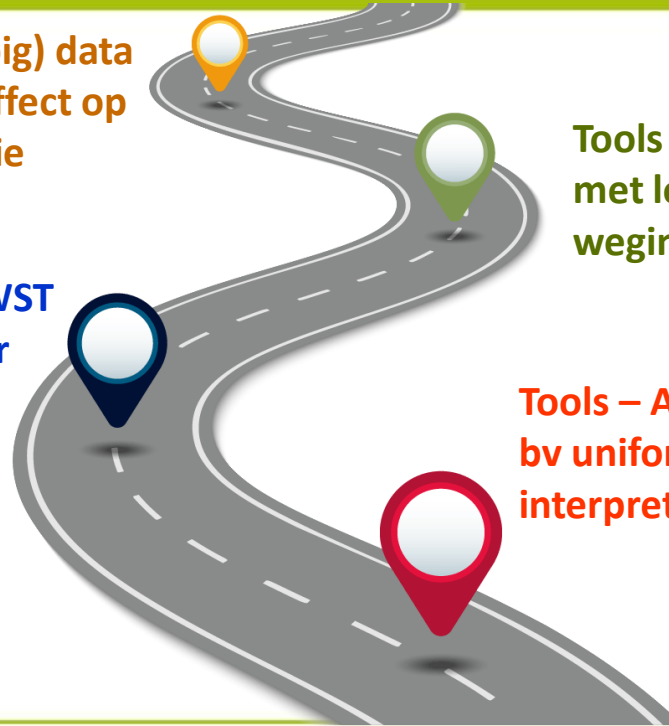 ig) data
ffect op
ie
Tools
met le
wegin
VST
r
Tools – A
bv unifor
interpret